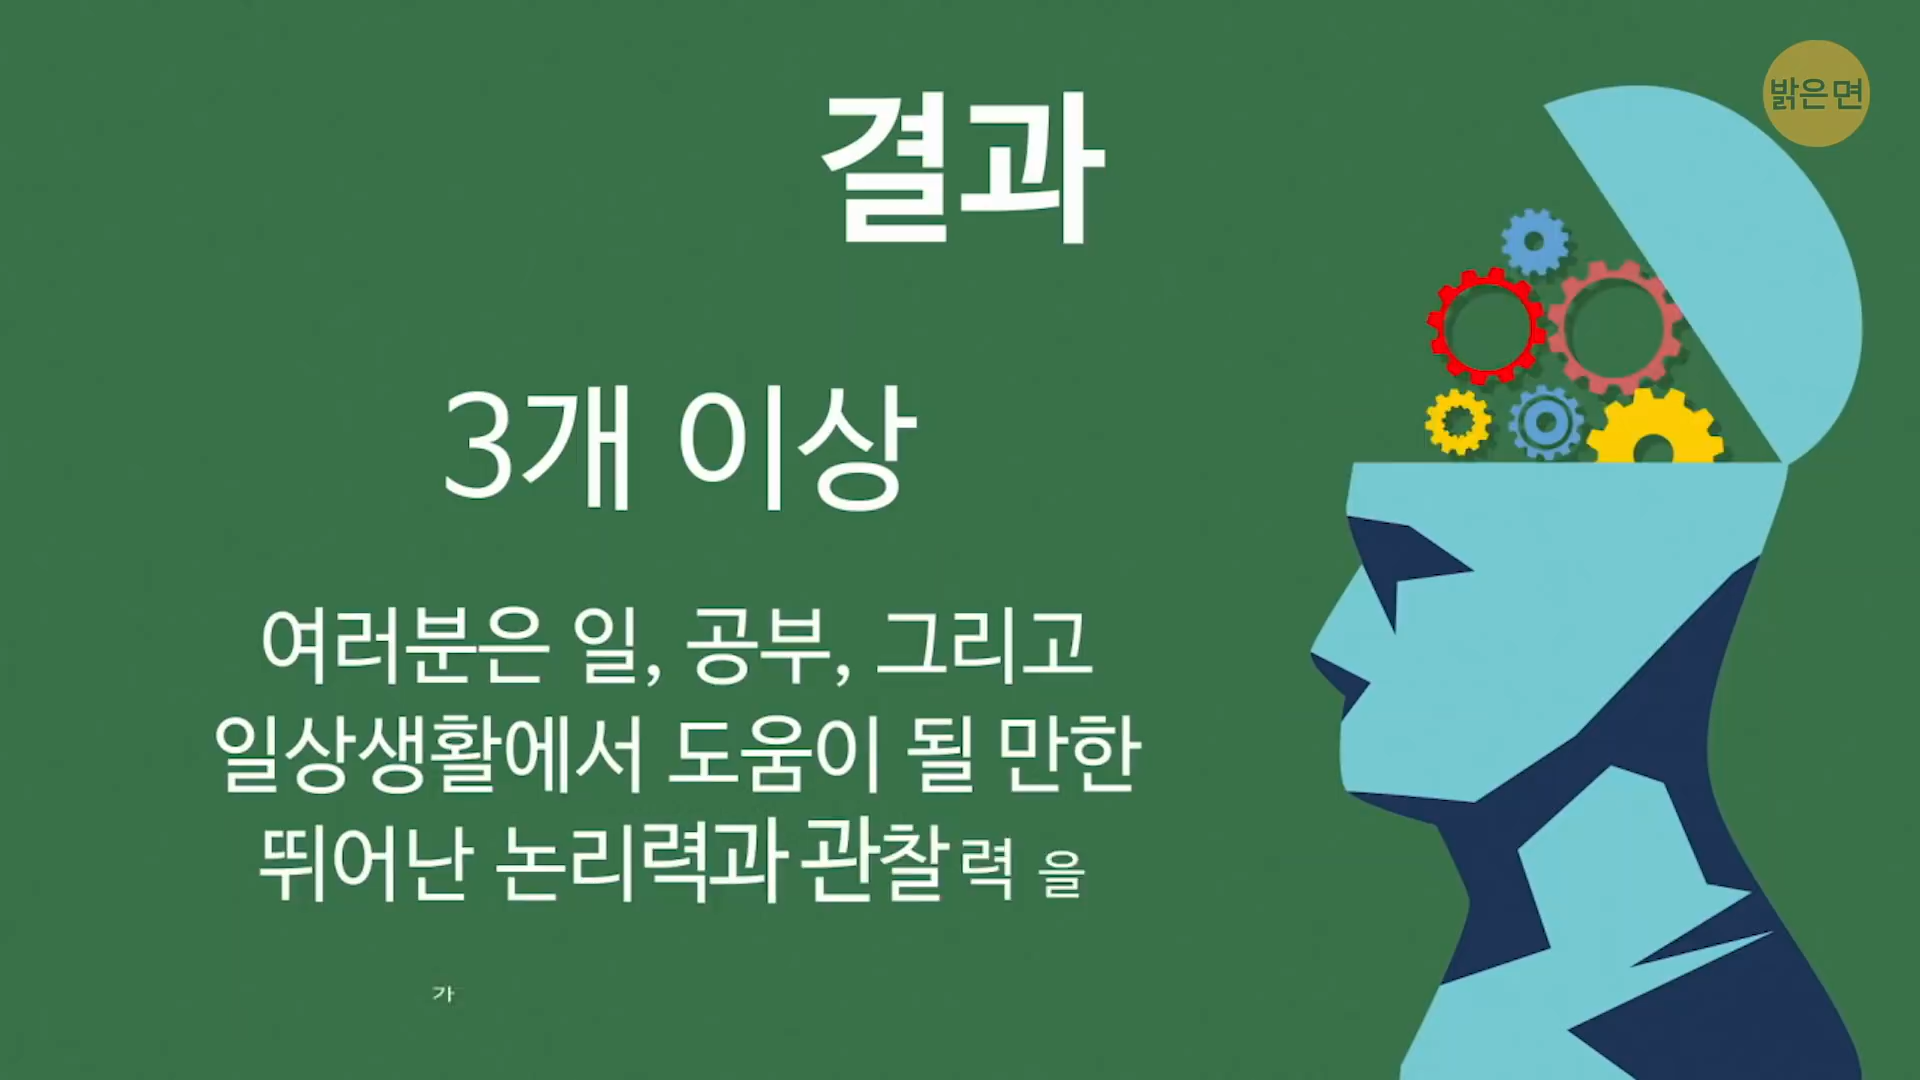 밝은면
결과
3개 이상
여러분은 일, 공부, 그리고
일상생활에서 도움이 될 만한
뛰어난 논리력과 관찰력 을
가